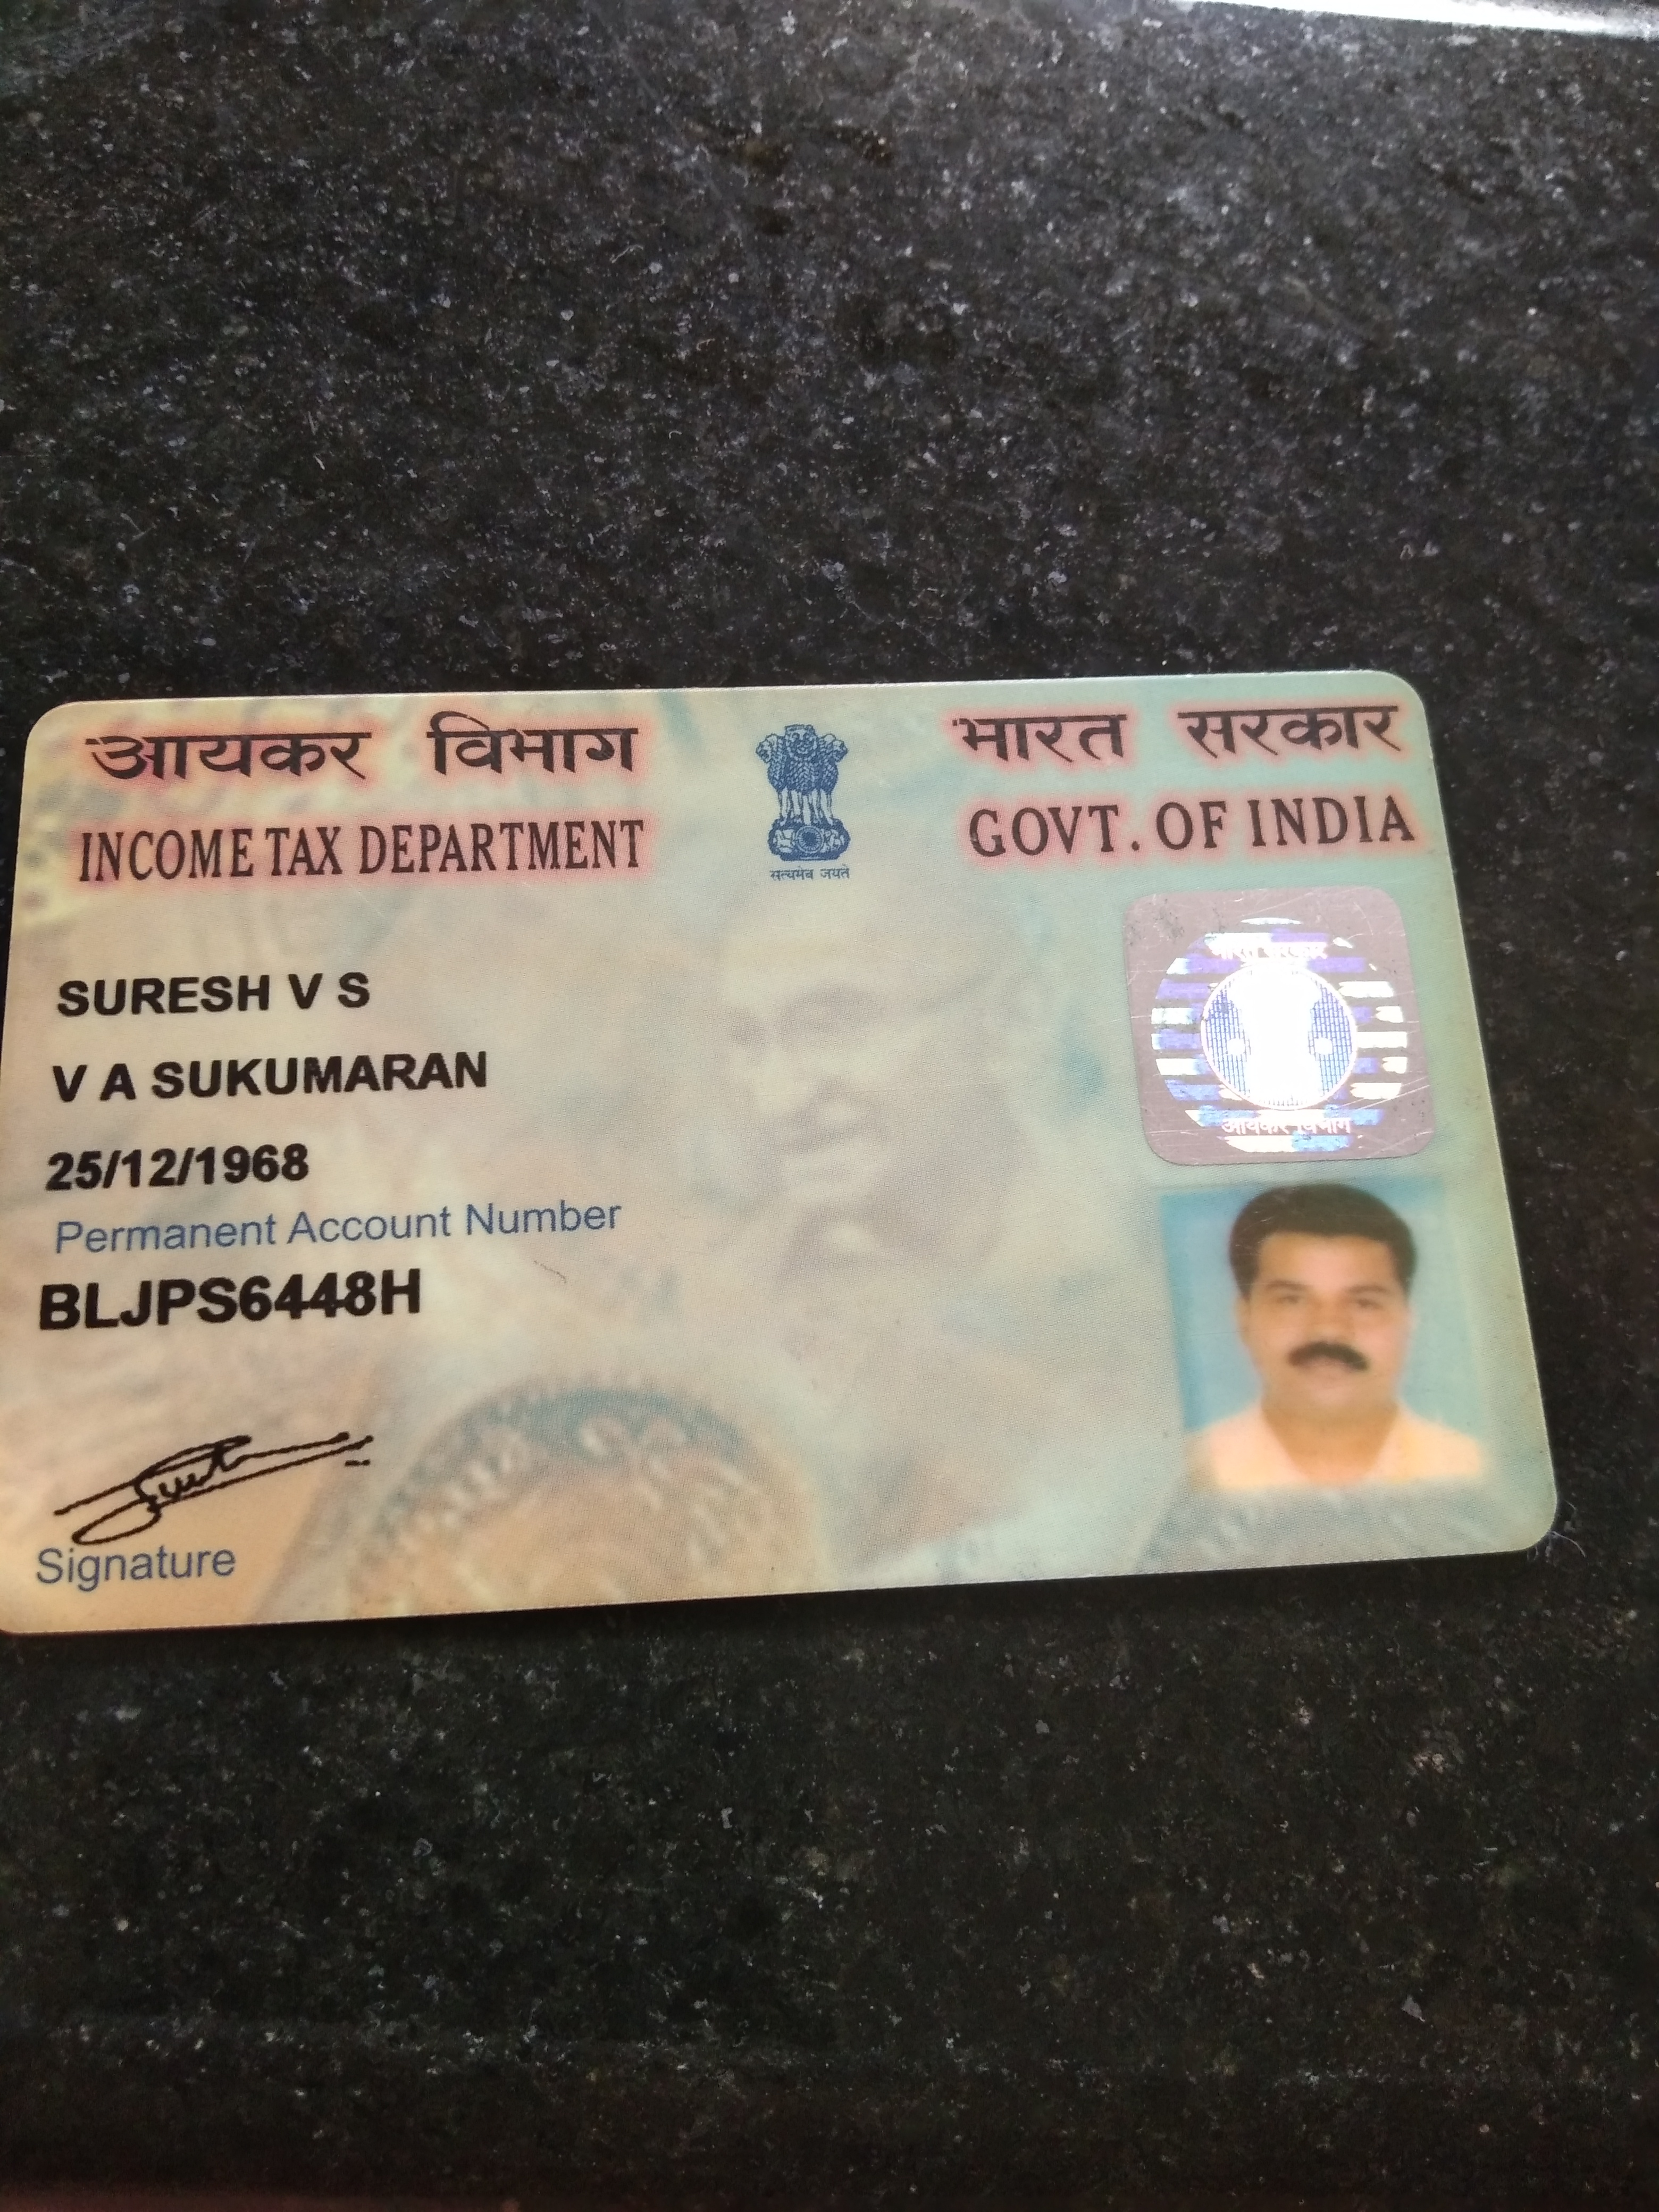 आयकर विभाग
INCOME TAX DEPARTMENT
सत्यमेव जयते
भारत सरकार
GOVT. OF INDIA
SURESH V S
V A SUKUMARAN
25/12/1968
Permanent Account Number
BLJPS6448H
Signature
भारत सरकार
आयकर विभाग